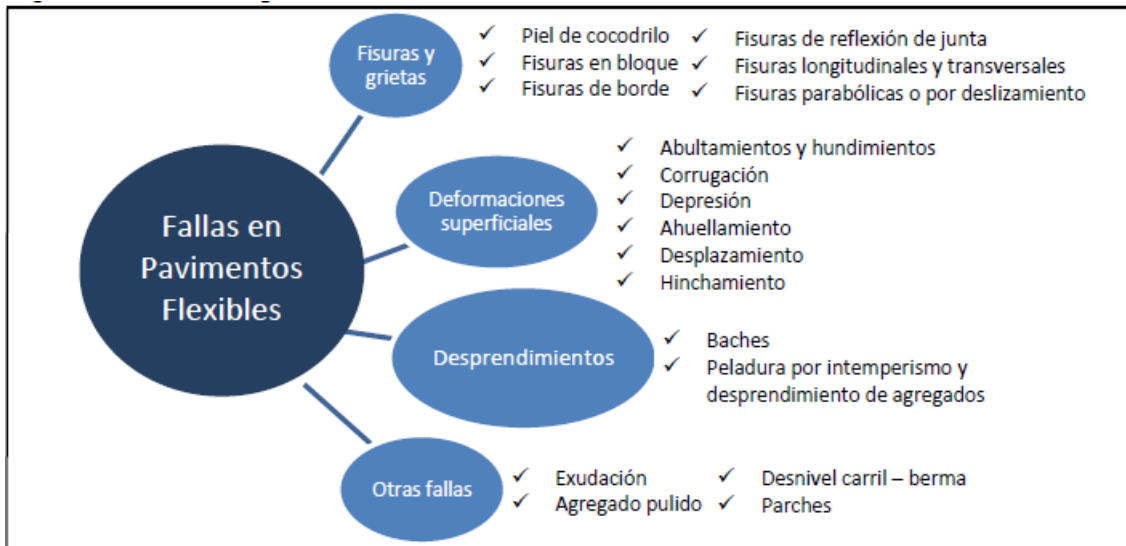 Fallas en
Pavimentos
Flexibles
Fisuras y
grietas
✓ Piel de cocodrilo
✓ Fisuras en bloque
✓ Fisuras de borde
✓ Fisuras de reflexión de junta
✓ Fisuras longitudinales y transversales
✓ Fisuras parabólicas o por deslizamiento
Deformaciones
superficiales
✓ Abultamientos y hundimientos
✓ Corrugación
✓ Depresión
✓ Ahuellamiento
✓ Desplazamiento
✓ Hinchamiento
Desprendimientos
✓ Baches
✓ Peladura por intemperismo y
desprendimiento de agregados
Otras fallas
✓ Exudación
✓ Agregado pulido
✓ Desnivel carril – berma
✓ Parches